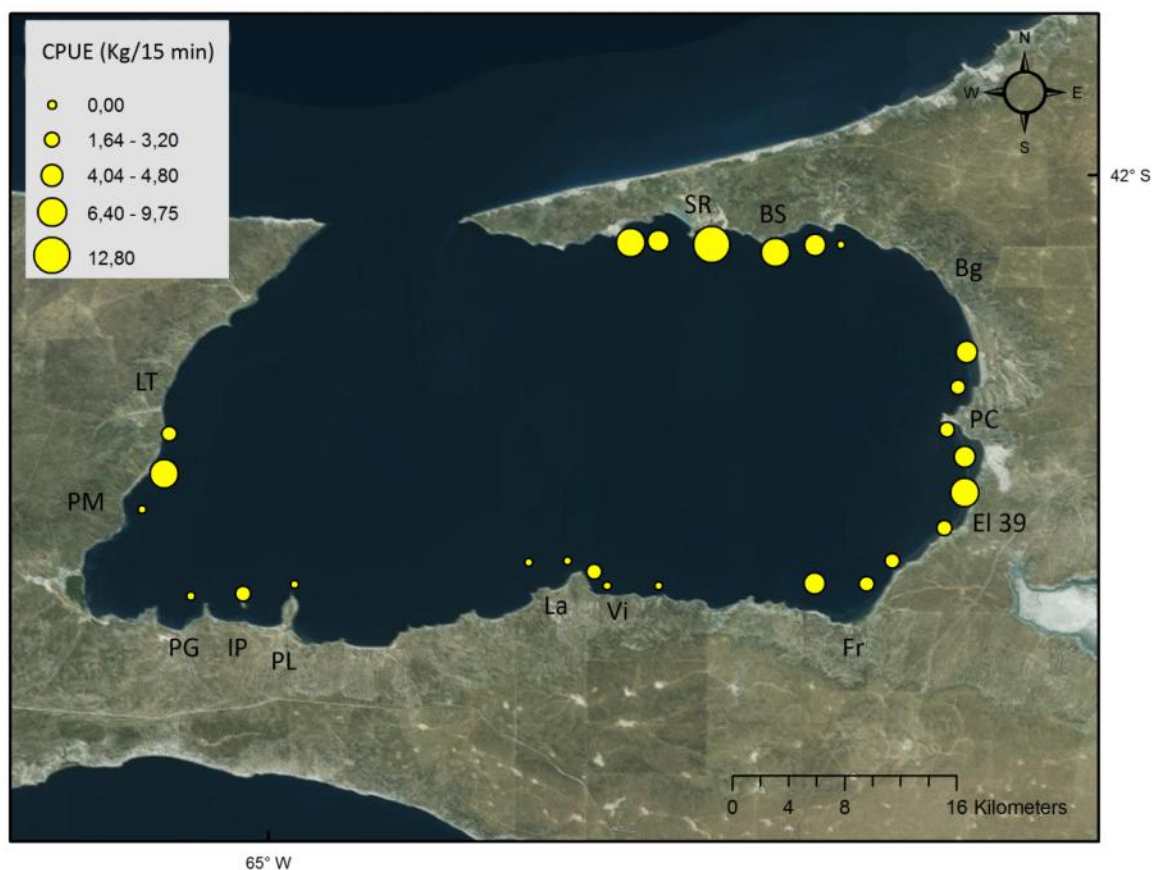 CPUE (Kg/15 min)
0,00
1,64 - 3,20
4,04 - 4,80
6,40 - 9,75
12,80
N
W
E
S
42° S
SR
BS
Bg
LT
PC
PM
El 39
La
Vi
PG
IP
PL
Fr
0
4
8
16 Kilometers
65° W